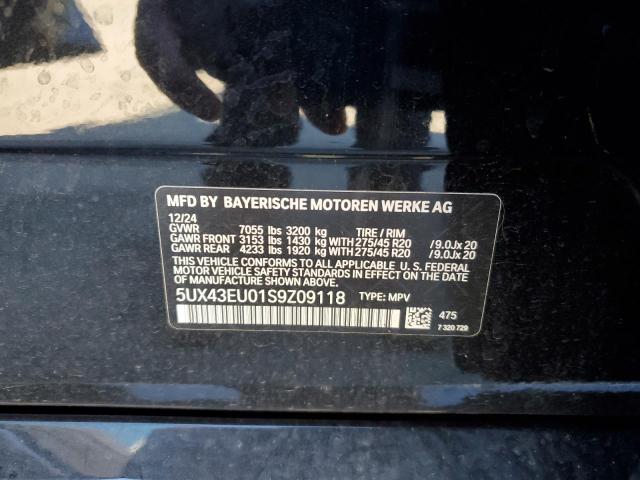 MFD BY BAYERISCHE MOTOREN WERKE AG
12/24
GVWR 7055 lbs 3200 kg TIRE / RIM
GAWR FRONT 3153 lbs 1430 kg WITH 275/45 R20 /9.0Jx 20
GAWR REAR 4233 lbs 1920 kg WITH 275/45 R20 /9.0Jx 20
THIS VEHICLE CONFORMS TO ALL APPLICABLE U. S. FEDERAL
MOTOR VEHICLE SAFETY STANDARDS IN EFFECT ON THE DATE
OF MANUFACTURE SHOWN ABOVE.
5UX43EU01S9Z09118 TYPE: MPV
475
7 320 729